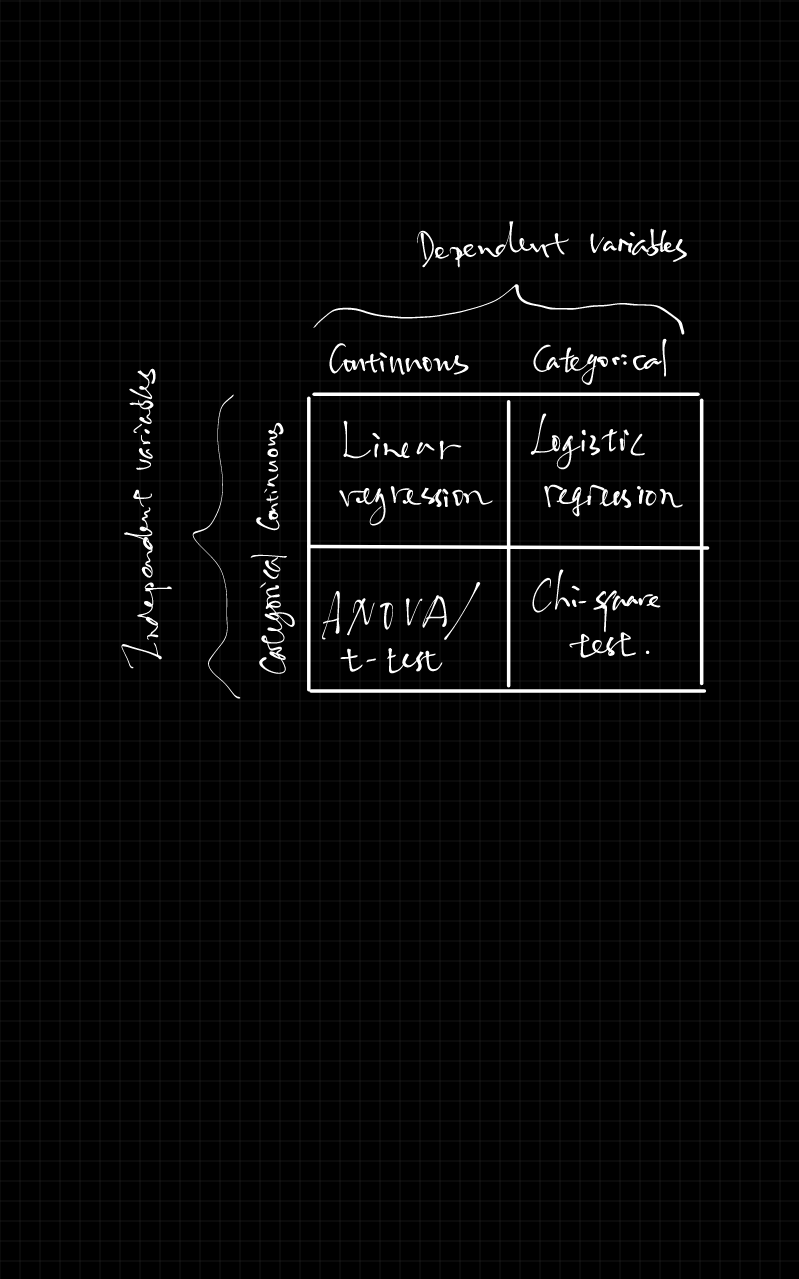 Dependent variables
Continuous Categorical
Independent variables
Continuous
Linear
regression
Logistic
regression
Categorical
ANOVA/
t-test
Chi-square
test.